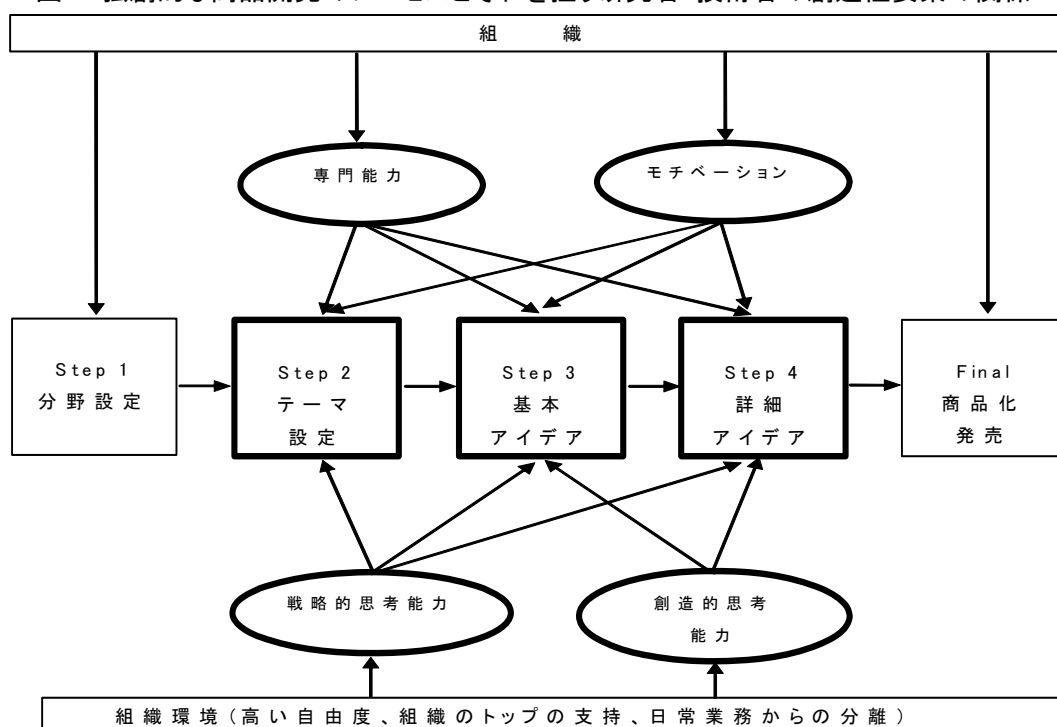 組織
専門能力
モチベーション
Step 1
分野設定
Step 2
テーマ
設定
Step 3
基本
アイデア
Step 4
詳細
アイデア
Final
商品化
発売
戦略的思考能力
創造的思考
能力
組織環境(高い自由度、組織のトップの支持、日常業務からの分離)